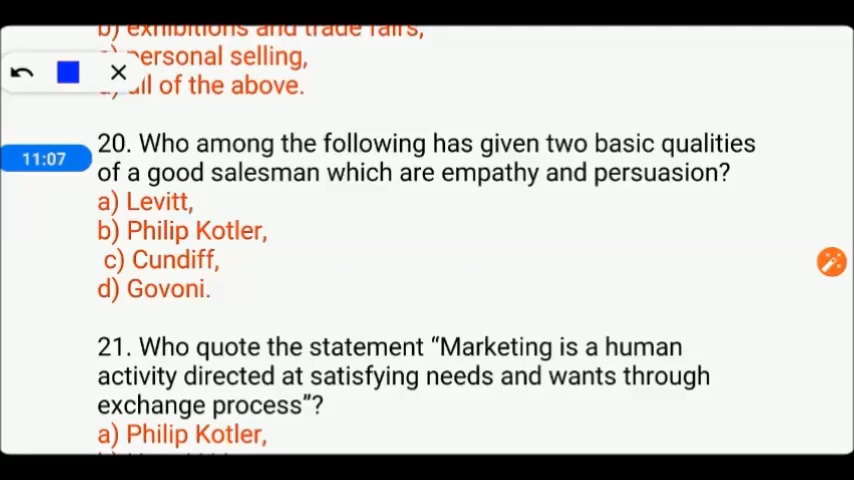 b) exhibitions and trade fairs,
personal selling,
all of the above.
11:07
20. Who among the following has given two basic qualities
of a good salesman which are empathy and persuasion?
a) Levitt,
b) Philip Kotler,
c) Cundiff,
d) Govoni.
21. Who quote the statement “Marketing is a human
activity directed at satisfying needs and wants through
exchange process”?
a) Philip Kotler,